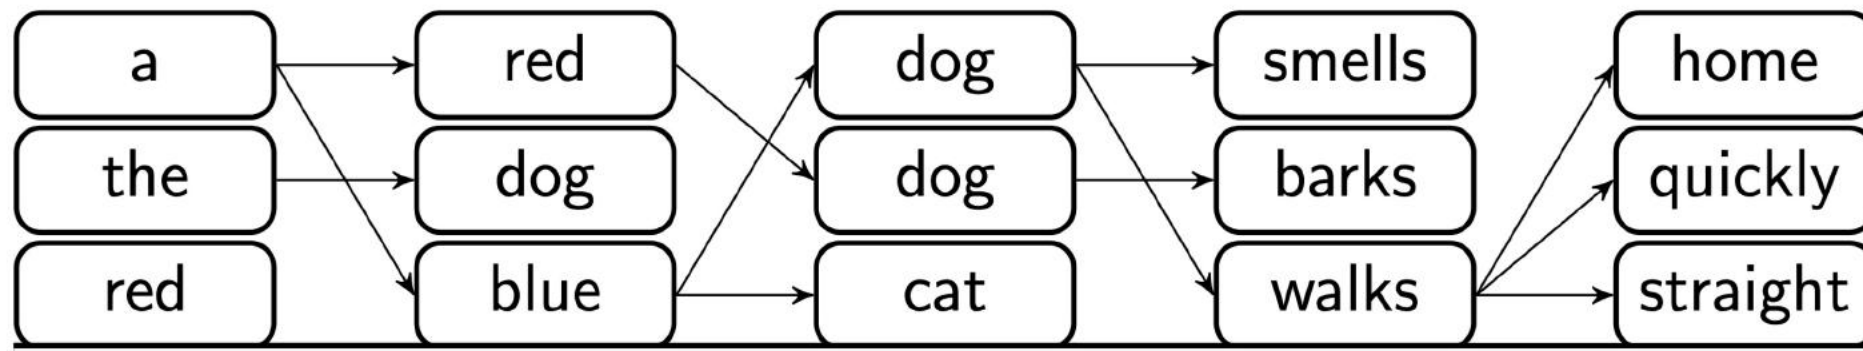 a red dog smells home
the dog dog barks quickly
red blue cat walks straight